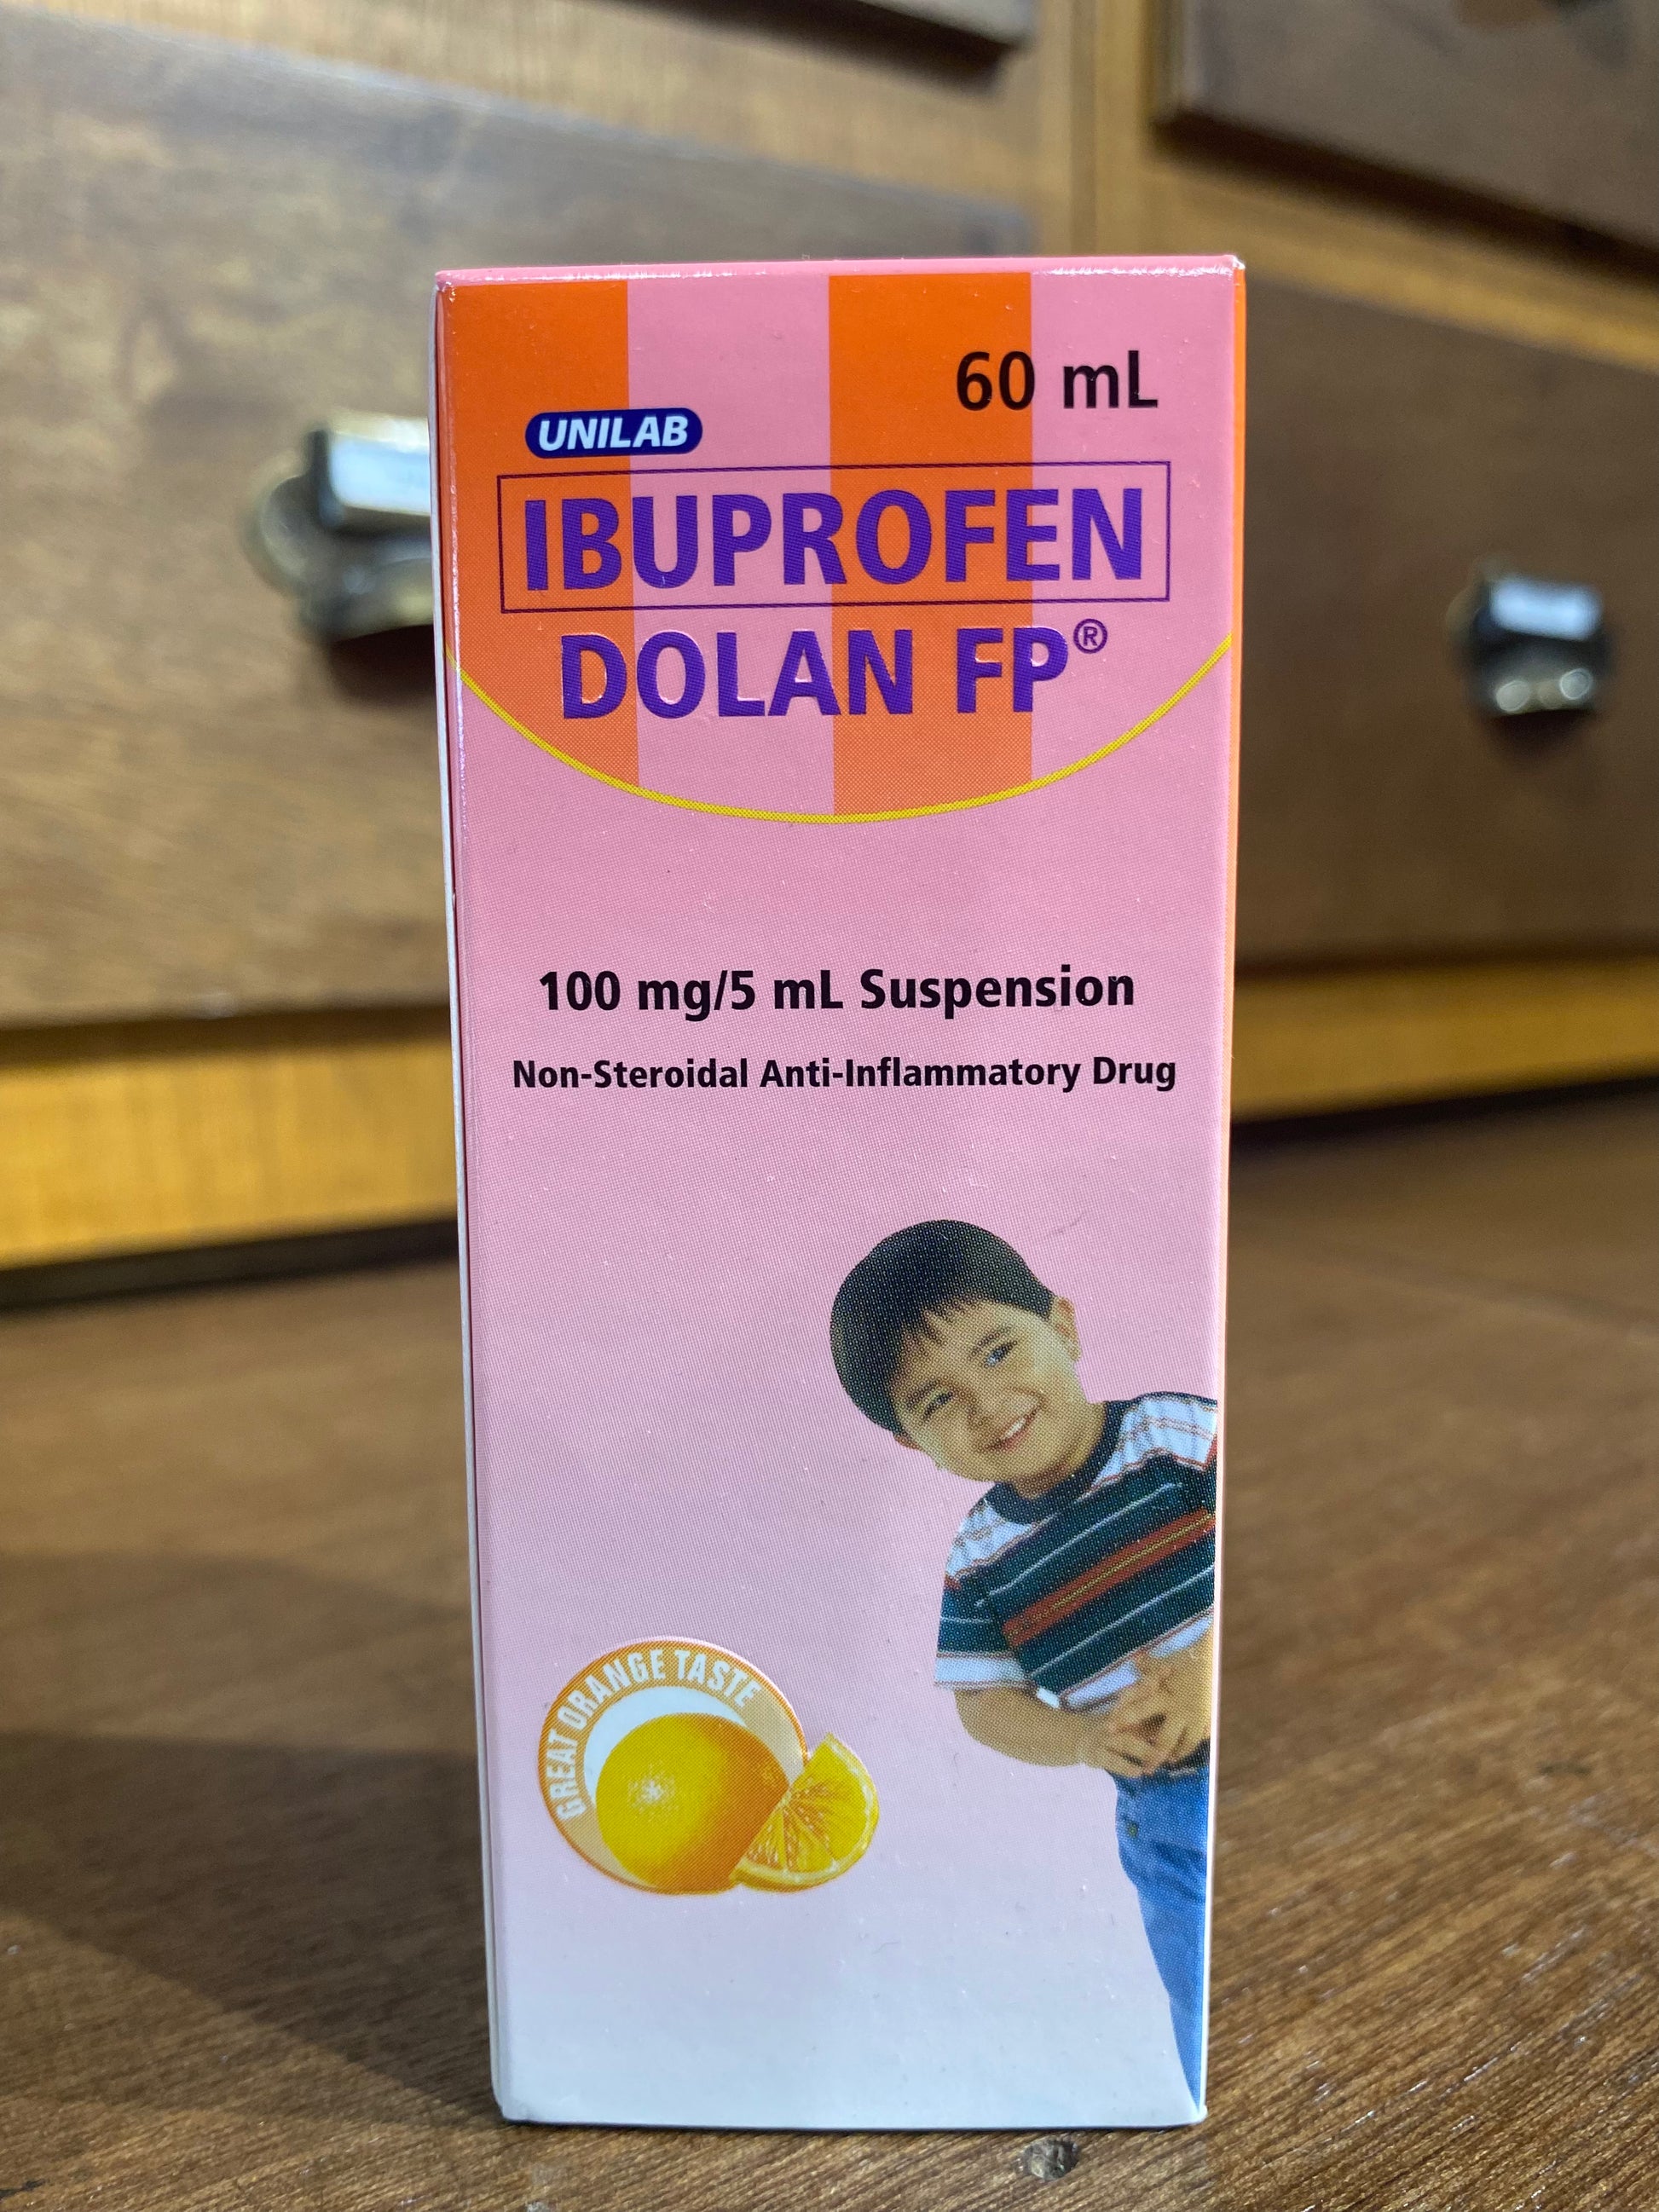 60 mL
UNILAB
IBUPROFEN
DOLAN FP®
100 mg/5 mL Suspension
Non-Steroidal Anti-Inflammatory Drug
GREAT ORANGE TASTE